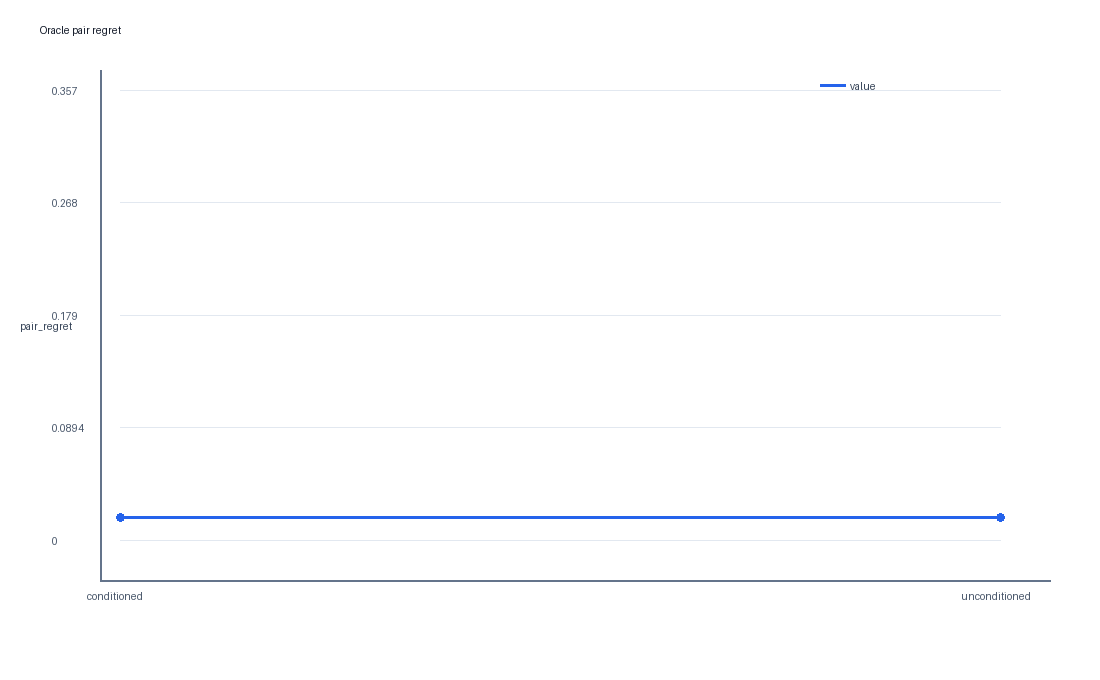 Oracle pair regret
value
0.357
0.268
0.179
pair_regret
0.0894
0
conditioned
unconditioned